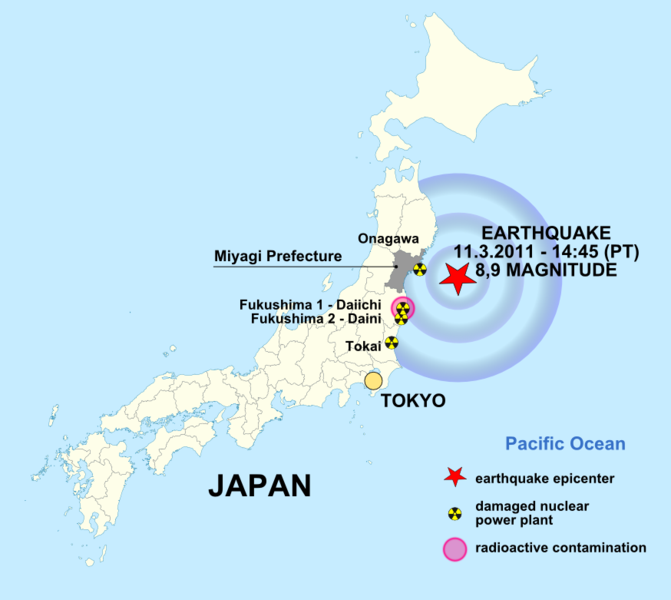 EARTHQUAKE
11.3.2011 - 14:45 (PT)
8,9 MAGNITUDE
Onagawa
Miyagi Prefecture
Fukushima 1 - Daiichi
Fukushima 2 - Daini
Tokai
TOKYO
JAPAN
Pacific Ocean
earthquake epicenter
damaged nuclear
power plant
radioactive contamination